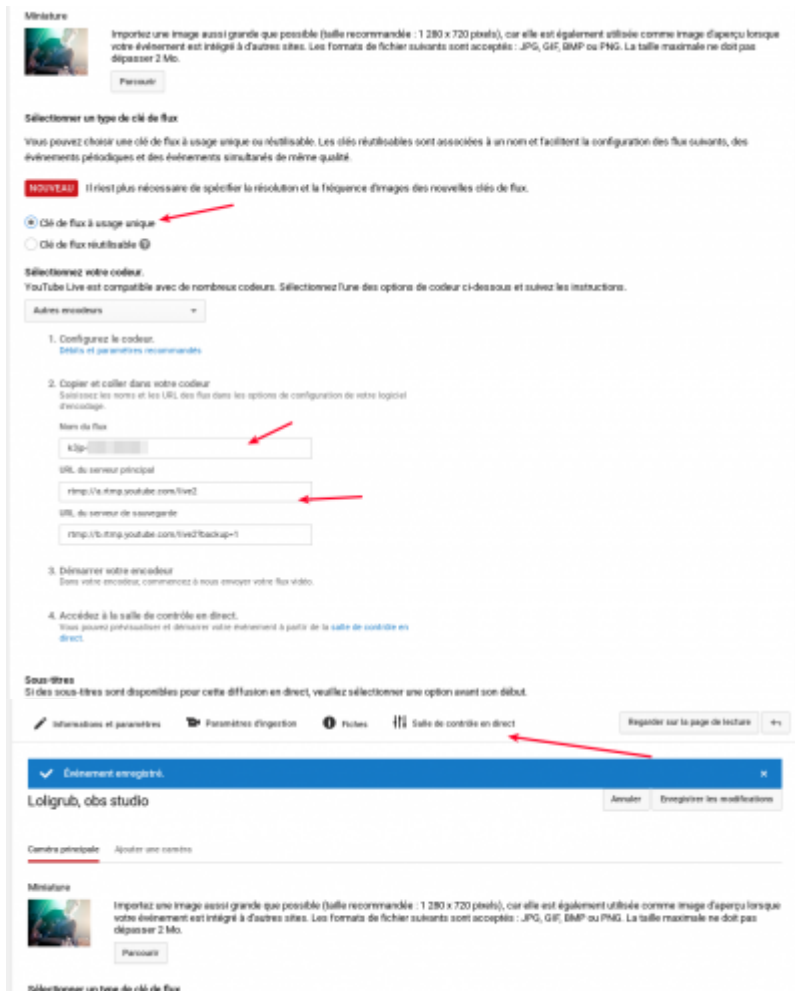 Miniature
Importez une image aussi grande que possible (taille recommandée : 1 280 x 720 pixels), car elle est également utilisée comme image d'aperçu lorsque
votre événement est intégré à d'autres sites. Les formats de fichier suivants sont acceptés : JPG, GIF, BMP ou PNG. La taille maximale ne doit pas
dépasser 2 Mo.
Parcourir
Sélectionner un type de clé de flux
Vous pouvez choisir une clé de flux à usage unique ou réutilisable. Les clés réutilisables sont associées à un nom et facilitent la configuration des flux suivants, des
événements périodiques et des événements simultanés de même qualité.
NOUVEAU Il n'est plus nécessaire de spécifier la résolution et la fréquence d'images des nouvelles clés de flux.
Clé de flux à usage unique
Clé de flux réutilisable
Sélectionnez votre codeur.
YouTube Live est compatible avec de nombreux codeurs. Sélectionnez l'une des options de codeur ci-dessous et suivez les instructions.
Autres encodeurs
1. Configurez le codeur.
Débits et paramètres recommandés
2. Copier et coller dans votre codeur
Saisissez les noms et les URL des flux dans les options de configuration de votre logiciel
d'encodage.
Nom du flux
k3jp-
URL du serveur principal
rtmp://a.rtmp.youtube.com/live2
URL du serveur de sauvegarde
rtmp://b.rtmp.youtube.com/live2?backup=1
3. Démarrer votre encodeur
Dans votre encodeur, commencez à nous envoyer votre flux vidéo.
4. Accédez à la salle de contrôle en direct.
Vous pouvez prévisualiser et démarrer votre événement à partir de la salle de contrôle en
direct.
Sous-titres
Si des sous-titres sont disponibles pour cette diffusion en direct, veuillez sélectionner une option avant son début.
Informations et paramètres Paramètres d'ingestion Fiches Salle de contrôle en direct Regarder sur la page de lecture
Événement enregistré.
Loligrub, obs studio Annuler Enregistrer les modifications
Caméra principale Ajouter une caméra
Miniature
Importez une image aussi grande que possible (taille recommandée : 1 280 x 720 pixels), car elle est également utilisée comme image d'aperçu lorsque
votre événement est intégré à d'autres sites. Les formats de fichier suivants sont acceptés : JPG, GIF, BMP ou PNG. La taille maximale ne doit pas
dépasser 2 Mo.
Parcourir
Sélectionner un type de clé de flux